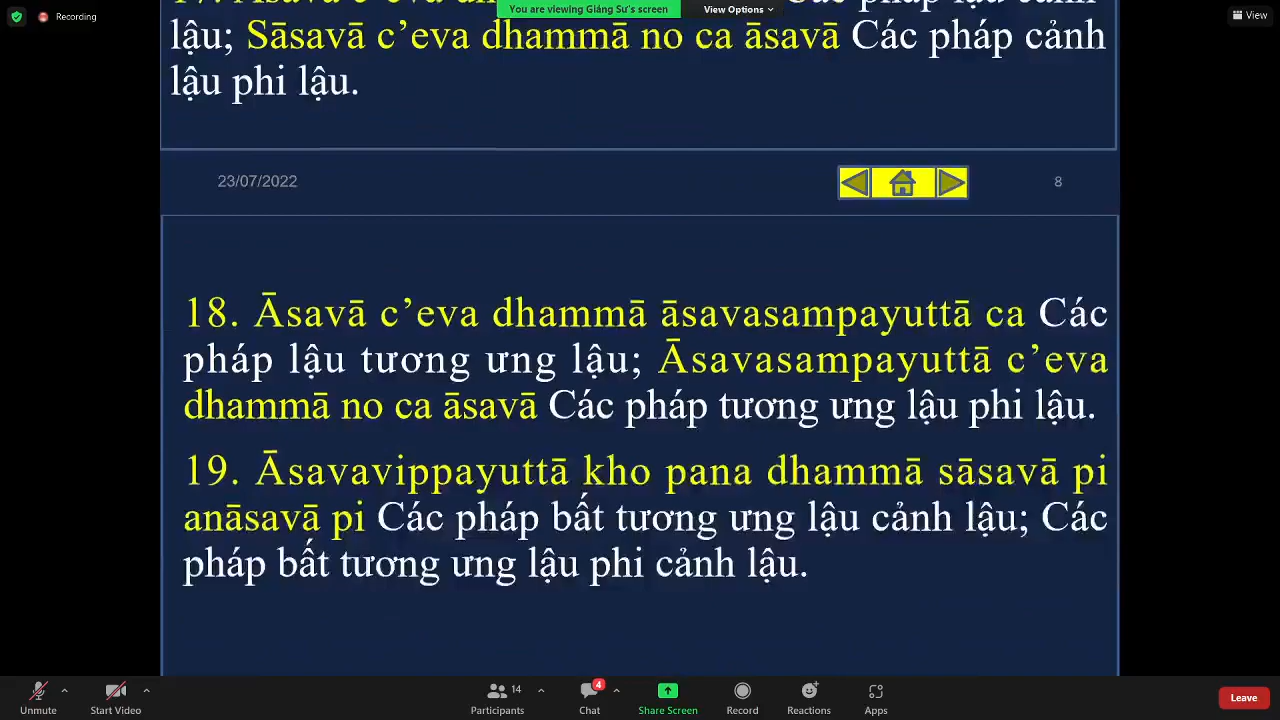 Recording
You are viewing Giảng Sư's screen
View Options
View
lậu; Sāsavā c’eva dhammā no ca āsavā Các pháp cảnh
lậu phi lậu.
23/07/2022
8
18. Āsavā c’eva dhammā āsavasampayuttā ca Các
pháp lậu tương ưng lậu; Āsavasampayuttā c’eva
dhammā no ca āsavā Các pháp tương ưng lậu phi lậu.
19. Āsavavippayuttā kho pana dhammā sāsavā pi
anāsavā pi Các pháp bất tương ưng lậu cảnh lậu; Các
pháp bất tương ưng lậu phi cảnh lậu.
Unmute
Start Video
14
Participants
4
Chat
Share Screen
Record
Reactions
Apps
Leave